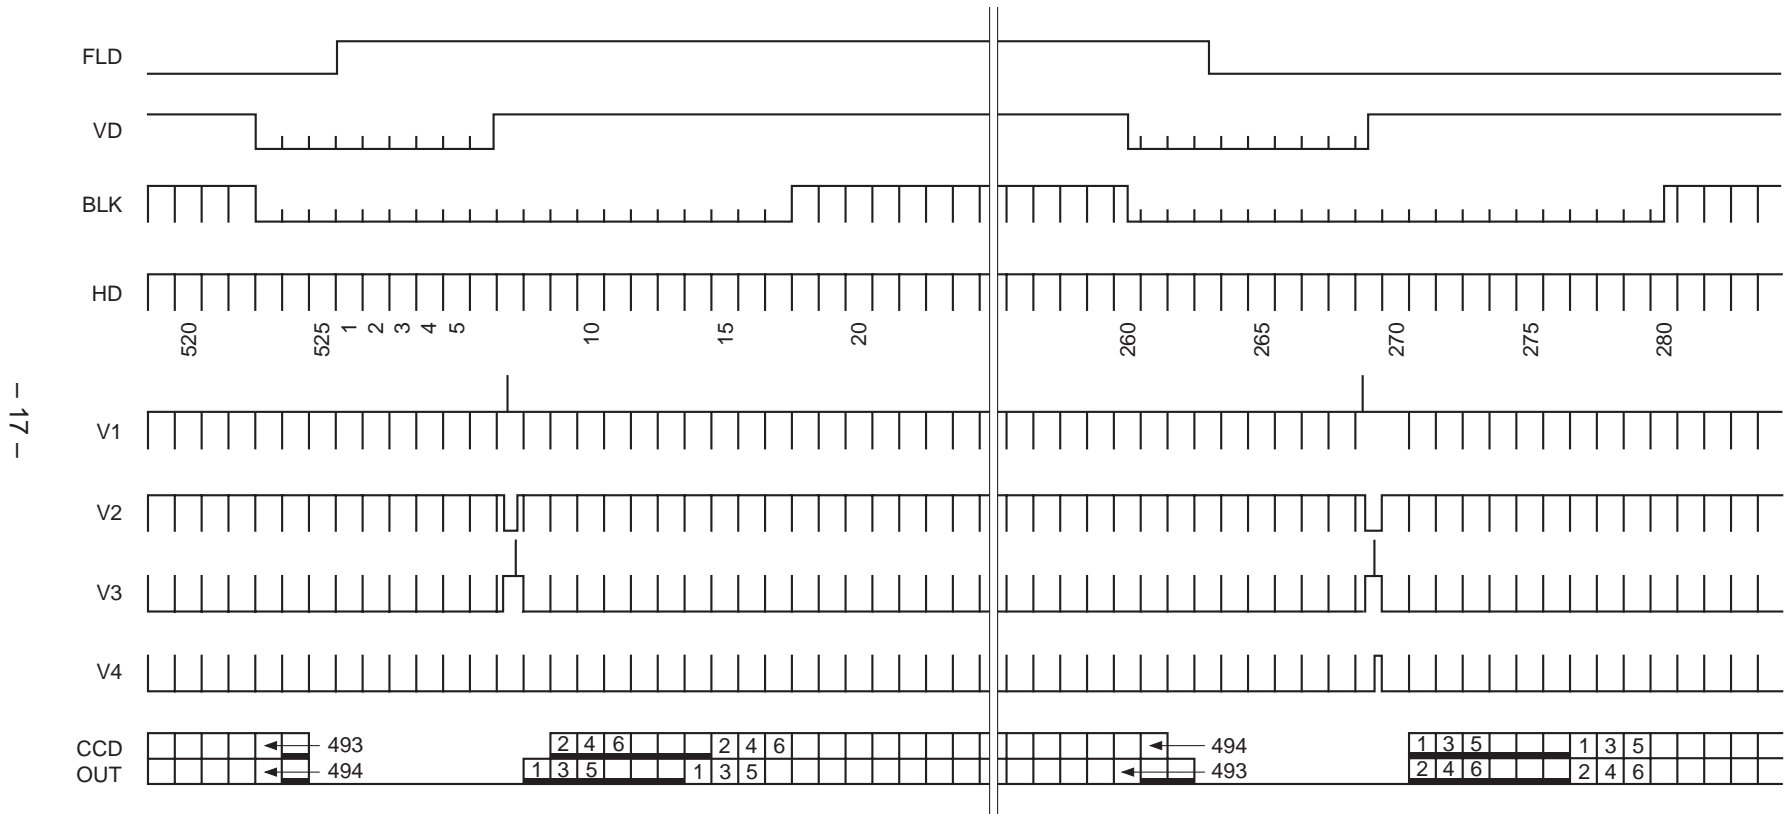 FLD
VD
BLK
HD
520 525 1 2 3 4 5 10 15 20 260 265 270 275 280
– 17 –
V1
V2
V3
V4
CCD 493 2 4 6 2 4 6 494 1 3 5 1 3 5
OUT 494 1 3 5 1 3 5 493 2 4 6 2 4 6